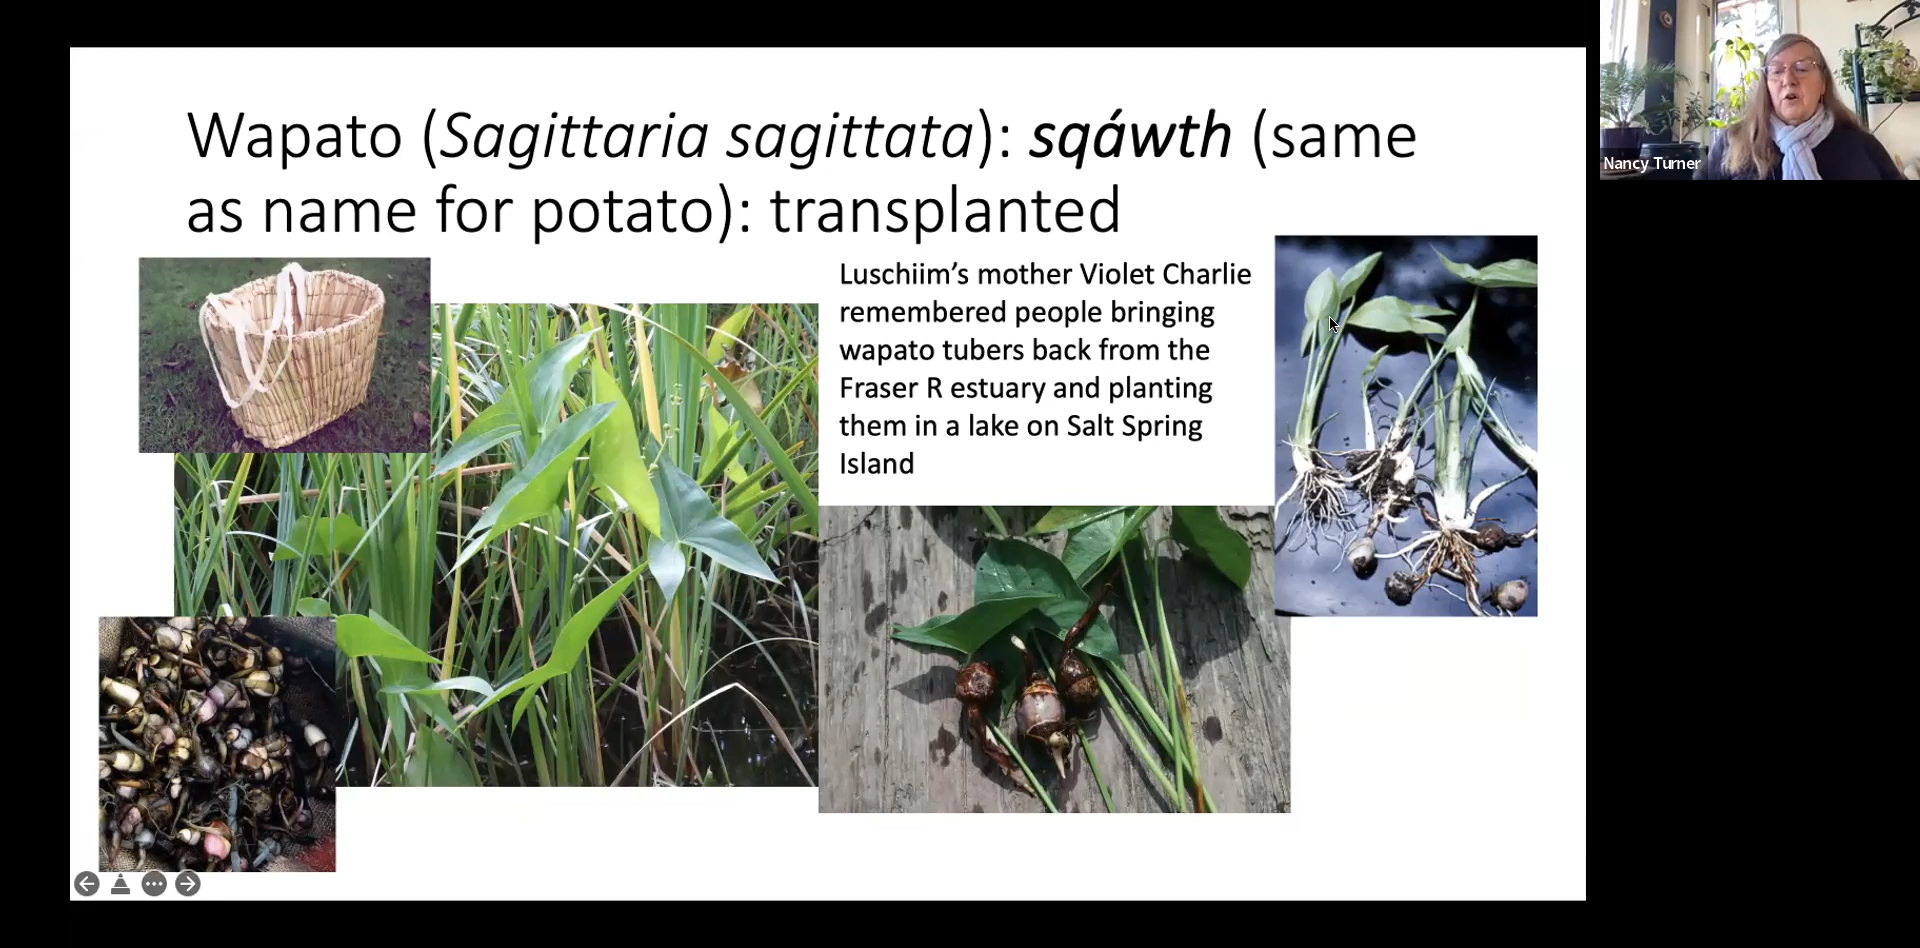 Wapato (Sagittaria sagittata): sqáwth (same
as name for potato): transplanted
Luschiim’s mother Violet Charlie
remembered people bringing
wapato tubers back from the
Fraser R estuary and planting
them in a lake on Salt Spring
Island
Nancy Turner